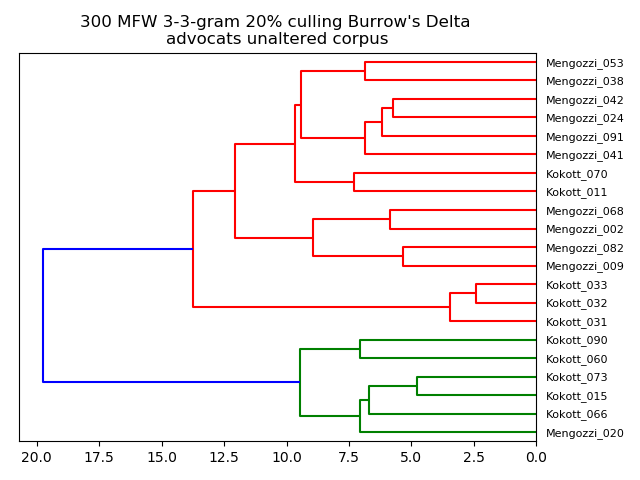 300 MFW 3-3-gram 20% culling Burrow's Delta
advocats unaltered corpus
Mengozzi_053
Mengozzi_038
Mengozzi_042
Mengozzi_024
Mengozzi_091
Mengozzi_041
Kokott_070
Kokott_011
Mengozzi_068
Mengozzi_002
Mengozzi_082
Mengozzi_009
Kokott_033
Kokott_032
Kokott_031
Kokott_090
Kokott_060
Kokott_073
Kokott_015
Kokott_066
Mengozzi_020
20.0 17.5 15.0 12.5 10.0 7.5 5.0 2.5 0.0